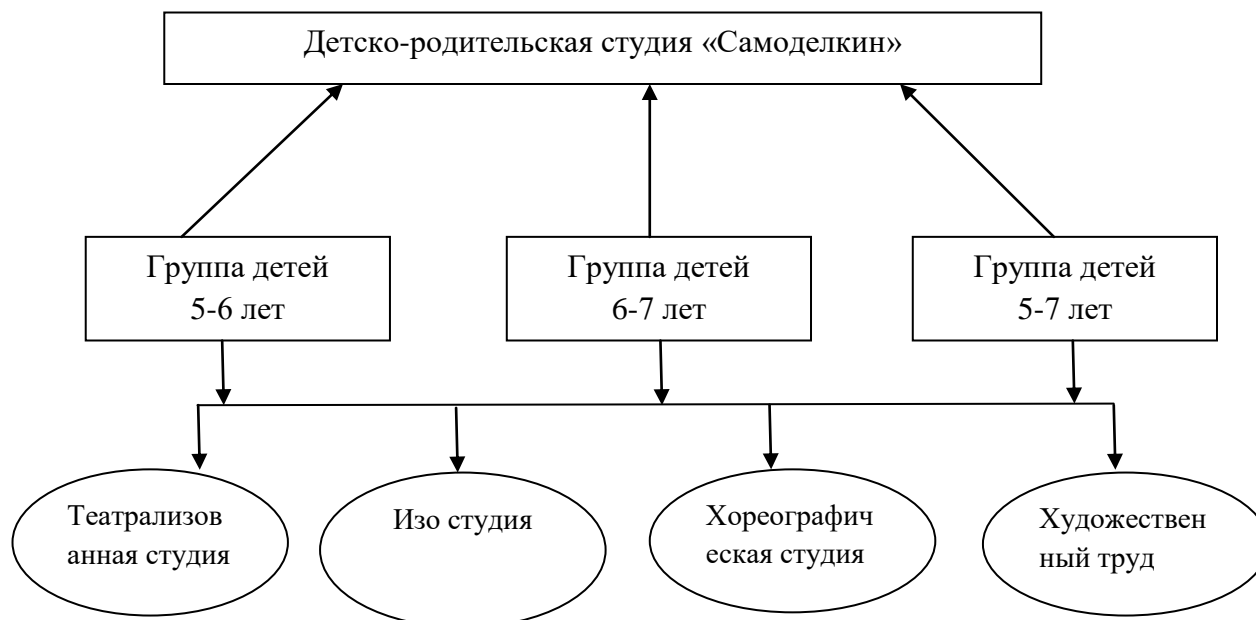 Детско-родительская студия «Самоделкин»
Группа детей
5-6 лет
Группа детей
6-7 лет
Группа детей
5-7 лет
Театрализов
анная студия
Изо студия
Хореографич
еская студия
Художествен
ный труд